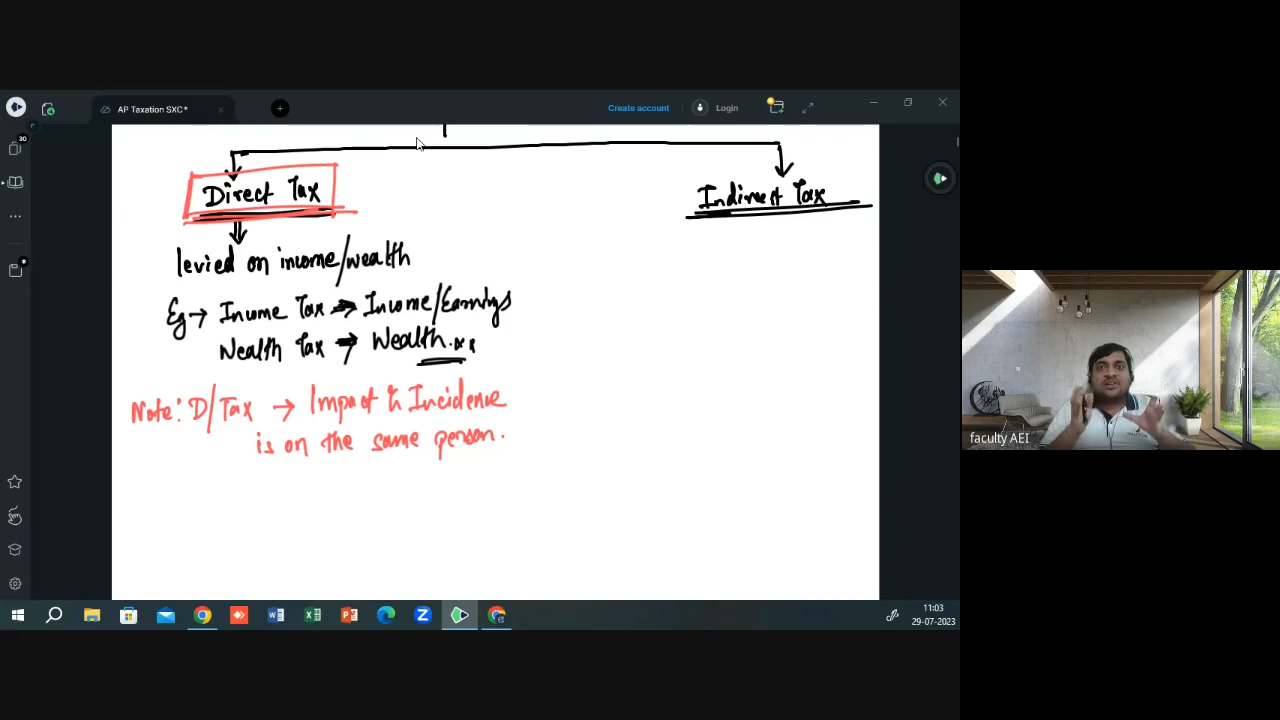 AP Taxation SXC*
Create account
Login
30
Direct Tax
Indirect Tax
levied on income/wealth
Eg → Income Tax → Income/Earnings
Wealth Tax → Wealth.xx
Note: D/Tax → Impact & Incidence
is on the same person.
faculty AEI
11:03
29-07-2023